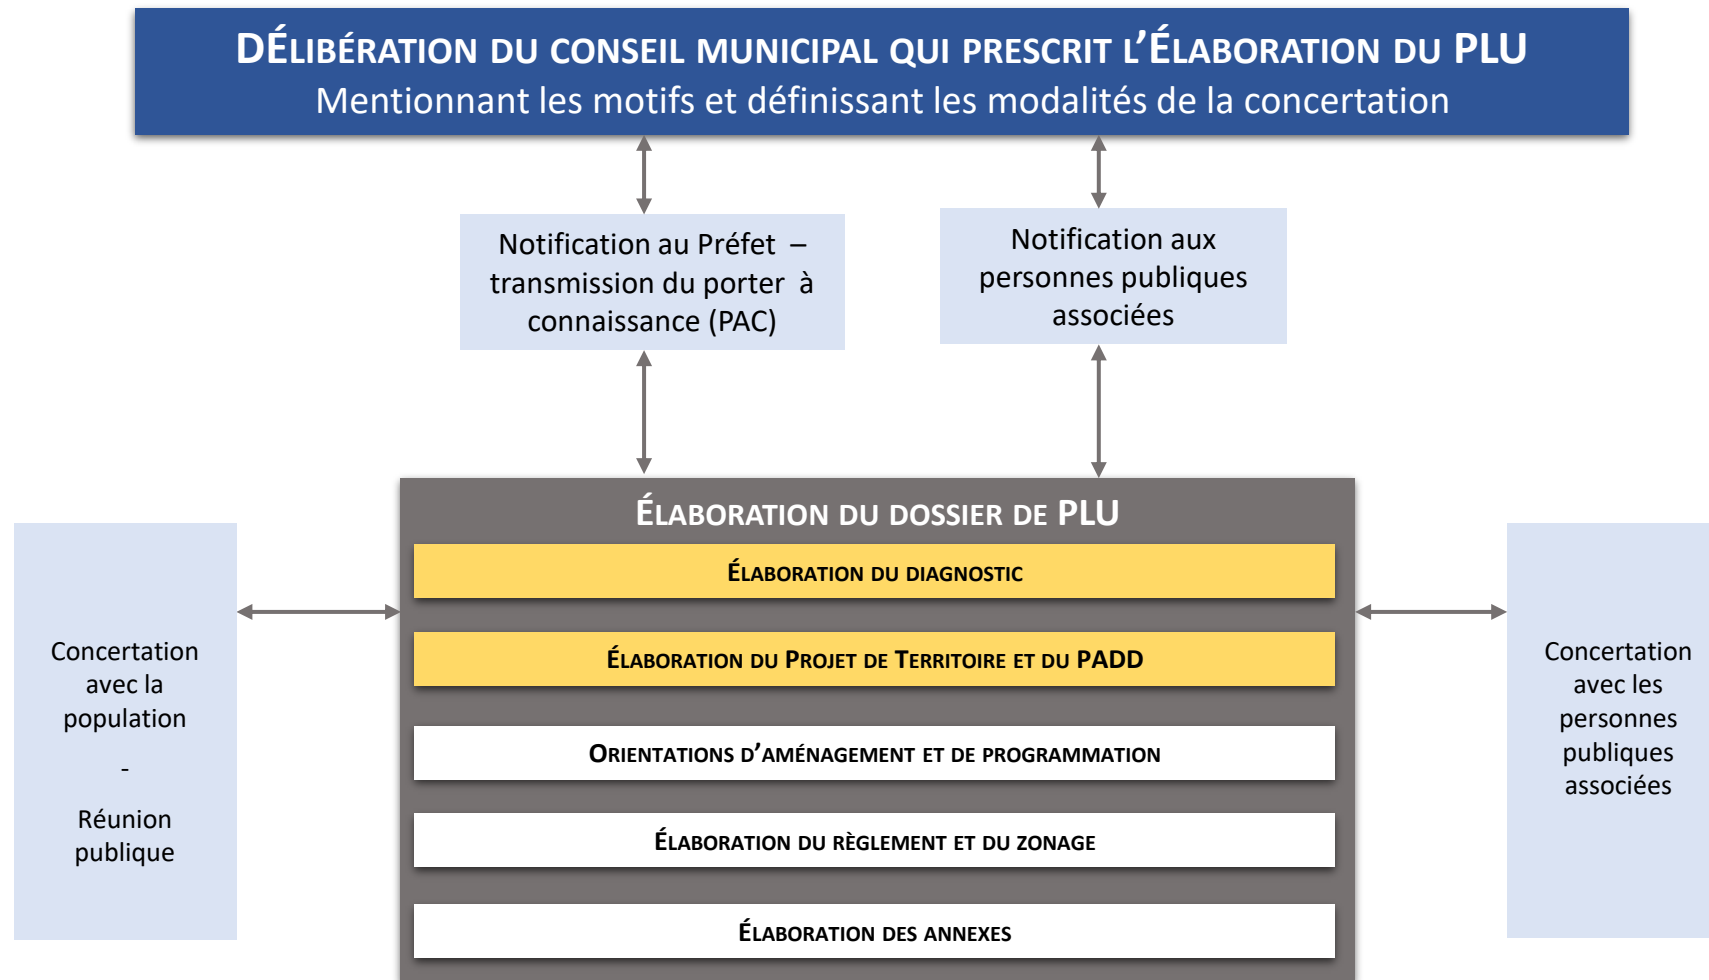 DÉLIBÉRATION DU CONSEIL MUNICIPAL QUI PRESCRIT L'ÉLABORATION DU PLU
Mentionnant les motifs et définissant les modalités de la concertation
Notification au Préfet –
transmission du porter à
connaissance (PAC)
Notification aux
personnes publiques
associées
ÉLABORATION DU DOSSIER DE PLU
ÉLABORATION DU DIAGNOSTIC
ÉLABORATION DU PROJET DE TERRITOIRE ET DU PADD
ORIENTATIONS D'AMÉNAGEMENT ET DE PROGRAMMATION
ÉLABORATION DU RÈGLEMENT ET DU ZONAGE
ÉLABORATION DES ANNEXES
Concertation
avec la
population
-
Réunion
publique
Concertation
avec les
personnes
publiques
associées